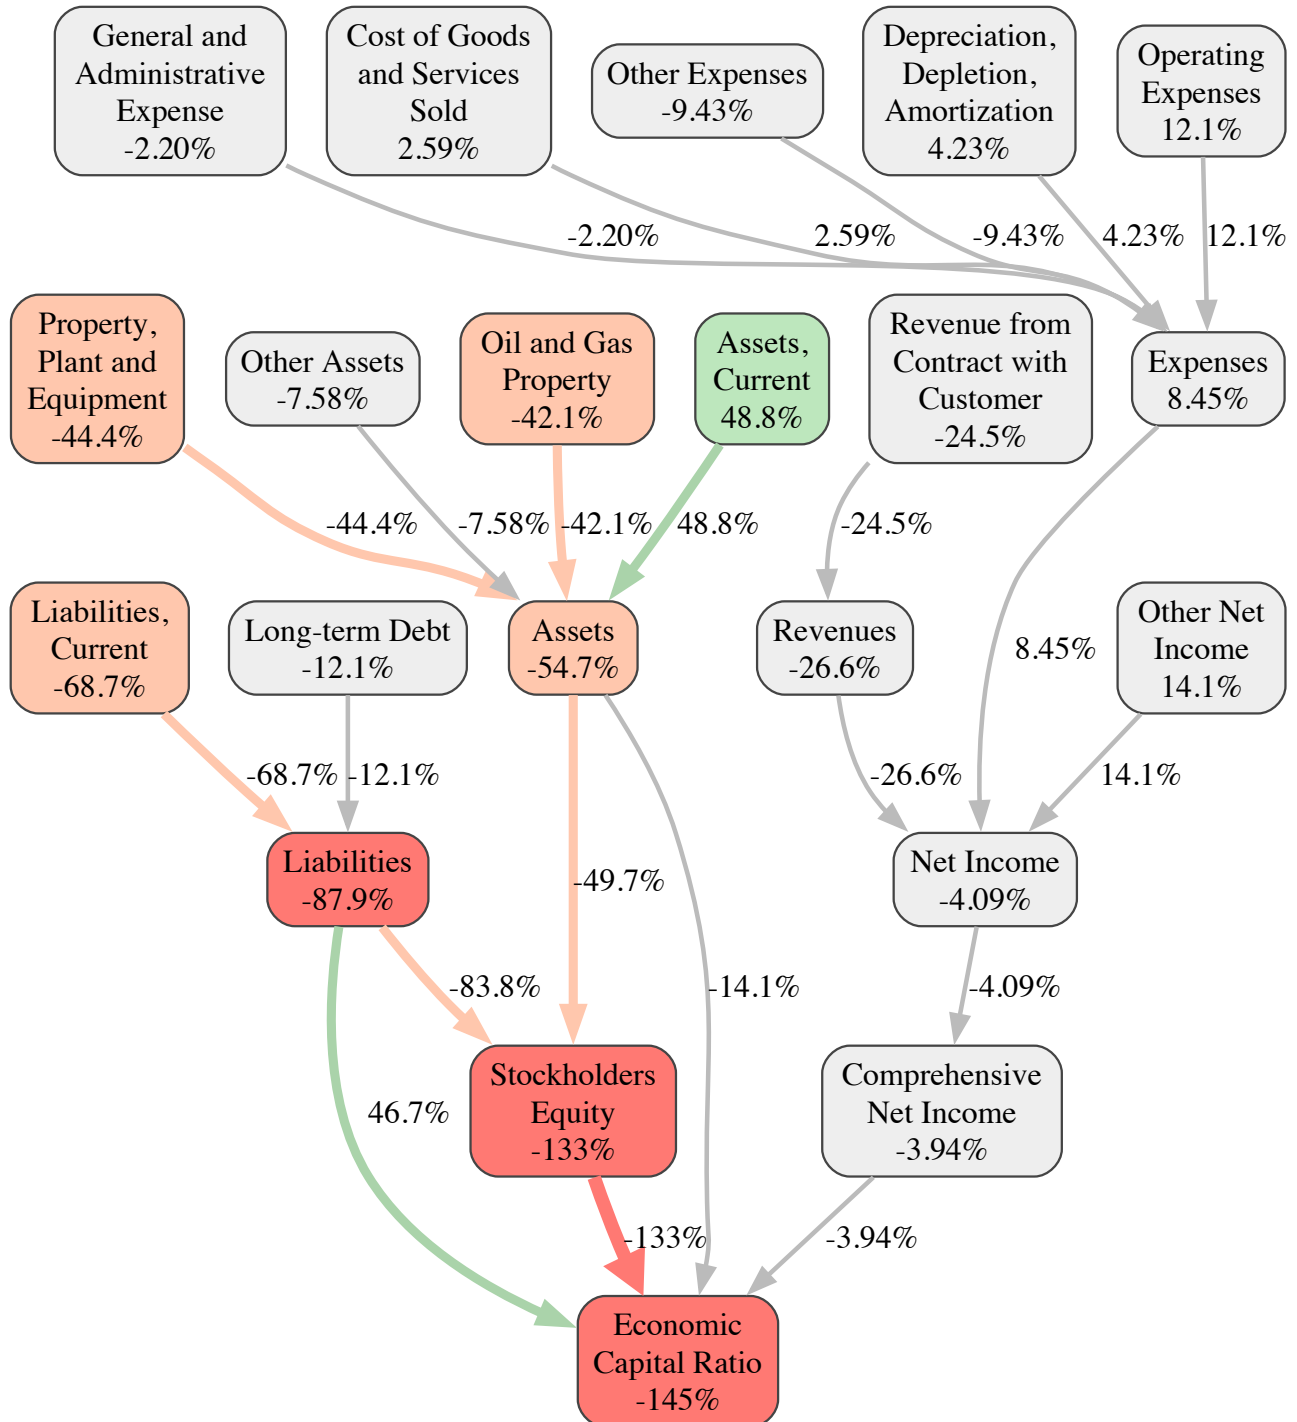 General and
Administrative
Expense
-2.20%
Cost of Goods
and Services
Sold
2.59%
Other Expenses
-9.43%
Depreciation,
Depletion,
Amortization
4.23%
Operating
Expenses
12.1%
-2.20%
2.59%
-9.43%
4.23%
12.1%
Property,
Plant and
Equipment
-44.4%
Other Assets
-7.58%
Oil and Gas
Property
-42.1%
Assets,
Current
48.8%
Revenue from
Contract with
Customer
-24.5%
Expenses
8.45%
-44.4%
-7.58%
-42.1%
48.8%
-24.5%
Liabilities,
Current
-68.7%
Long-term Debt
-12.1%
Assets
-54.7%
Revenues
-26.6%
8.45%
Other Net
Income
14.1%
-68.7%
-12.1%
-26.6%
14.1%
Liabilities
-87.9%
-49.7%
Net Income
-4.09%
-83.8%
-14.1%
-4.09%
46.7%
Stockholders
Equity
-133%
Comprehensive
Net Income
-3.94%
-133%
-3.94%
Economic
Capital Ratio
-145%